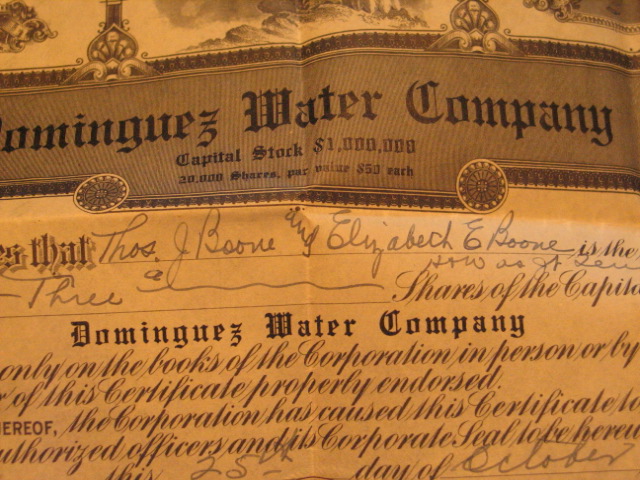 Dominguez Water Company
Capital Stock $1,000,000
20,000 Shares, par value $50 each
es that Thos. J Boone and Elizabeth E Boone is the
H&W as Jt Ten
Three Shares of the Capita
Dominguez Water Company
only on the books of the Corporation in person or by
r of this Certificate properly endorsed.
HEREOF, the Corporation has caused this Certificate to
uthorized officers and its Corporate Seal to be hereu
this 25th day of October